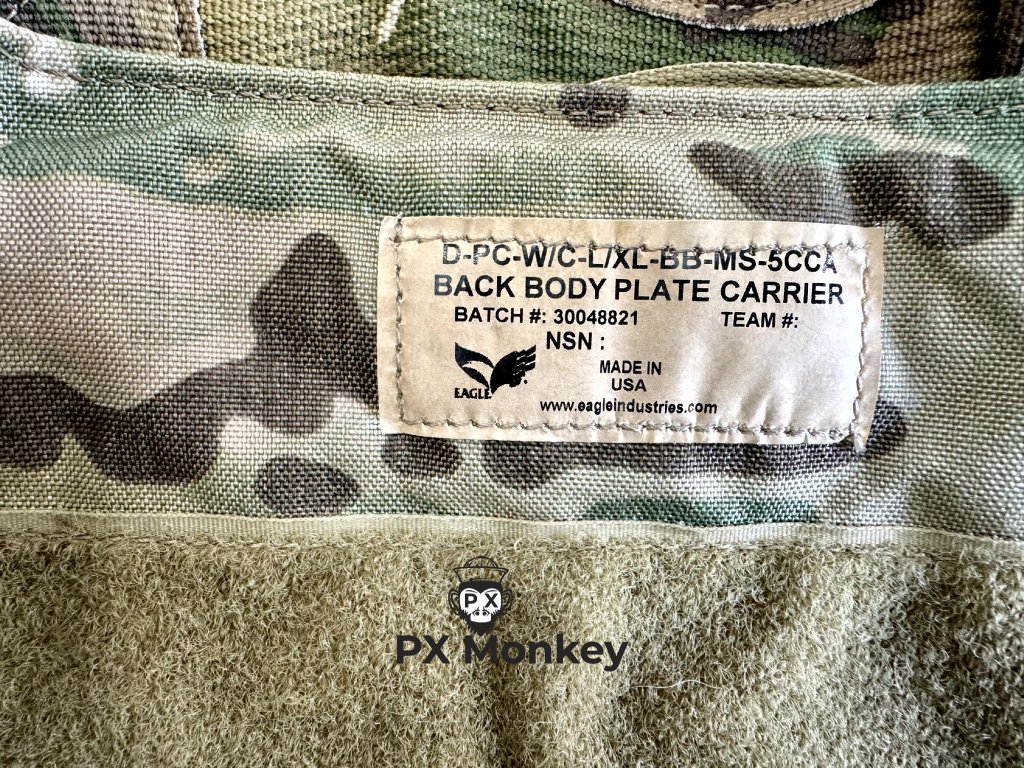 D-PC-W/C-L/XL-BB-MS-5CCA
BACK BODY PLATE CARRIER
BATCH #: 30048821 TEAM #:
NSN :
MADE IN
USA
EAGLE
www.eagleindustries.com
PX
PX Monkey